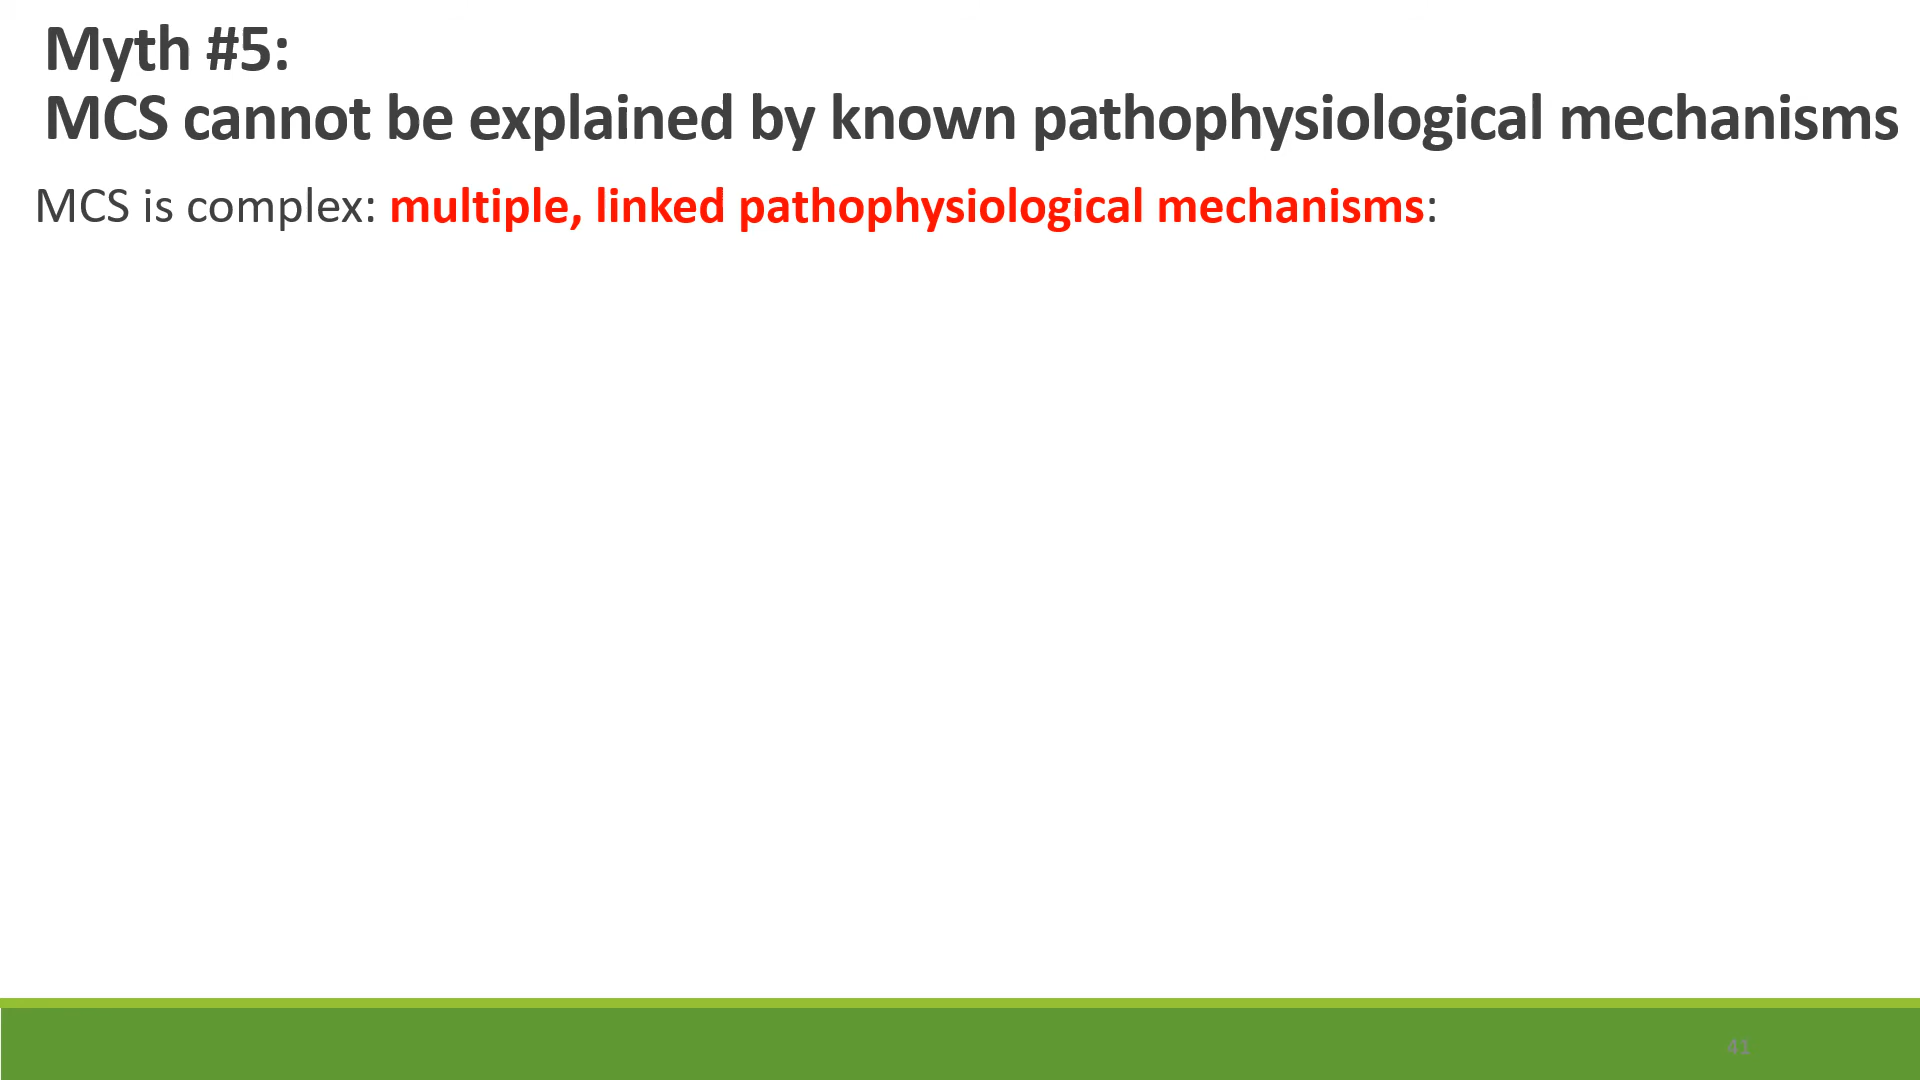 Myth #5:
MCS cannot be explained by known pathophysiological mechanisms
MCS is complex: multiple, linked pathophysiological mechanisms:
41